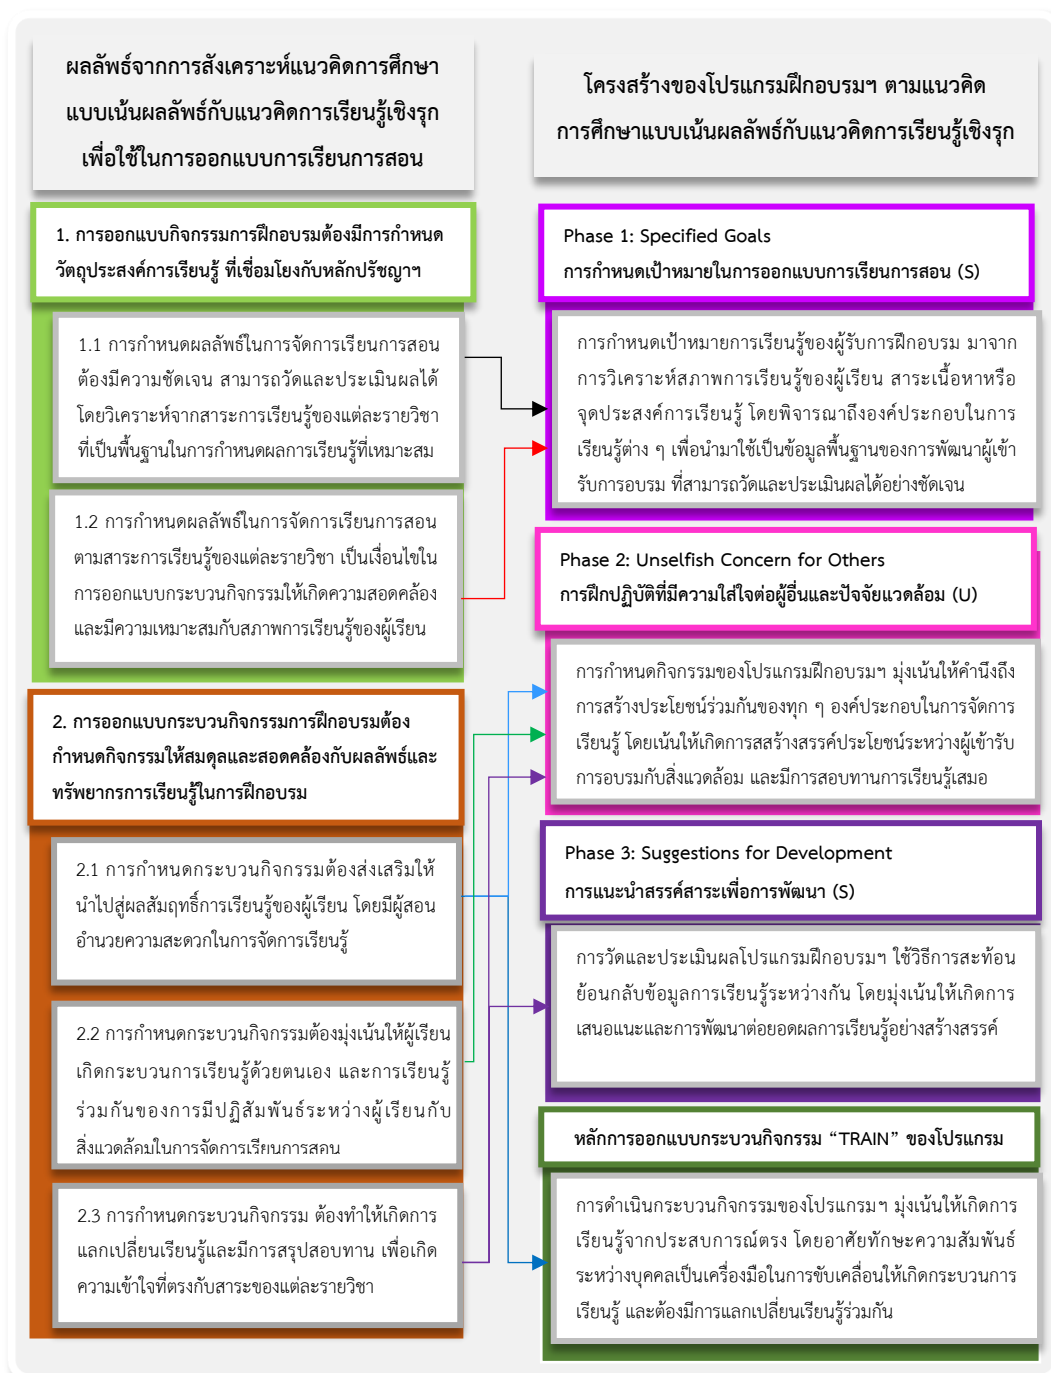 ผลลัพธ์จากการสังเคราะห์แนวคิดการศึกษา
แบบเน้นผลลัพธ์กับแนวคิดการเรียนรู้เชิงรุก
เพื่อใช้ในการออกแบบการเรียนการสอน
1. การออกแบบกิจกรรมการฝึกอบรมต้องมีการกำหนด
วัตถุประสงค์การเรียนรู้ ที่เชื่อมโยงกับหลักปรัชญาฯ
1.1 การกำหนดผลลัพธ์ในการจัดการเรียนการสอน
ต้องมีความชัดเจน สามารถวัดและประเมินผลได้
โดยวิเคราะห์จากสาระการเรียนรู้ของแต่ละรายวิชา
ที่เป็นพื้นฐานในการกำหนดผลการเรียนรู้ที่เหมาะสม
1.2 การกำหนดผลลัพธ์ในการจัดการเรียนการสอน
ตามสาระการเรียนรู้ของแต่ละรายวิชา เป็นเงื่อนไขใน
การออกแบบกระบวนกิจกรรมให้เกิดความสอดคล้อง
และมีความเหมาะสมกับสภาพการเรียนรู้ของผู้เรียน
2. การออกแบบกระบวนกิจกรรมการฝึกอบรมต้อง
กำหนดกิจกรรมให้สมดุลและสอดคล้องกับผลลัพธ์และ
ทรัพยากรการเรียนรู้ในการฝึกอบรม
2.1 การกำหนดกระบวนกิจกรรมต้องส่งเสริมให้
นำไปสู่ผลสัมฤทธิ์การเรียนรู้ของผู้เรียน โดยมีผู้สอน
อำนวยความสะดวกในการจัดการเรียนรู้
2.2 การกำหนดกระบวนกิจกรรมต้องมุ่งเน้นให้ผู้เรียน
เกิดกระบวนการเรียนรู้ด้วยตนเอง และการเรียนรู้
ร่วมกันของการมีปฏิสัมพันธ์ระหว่างผู้เรียนกับ
สิ่งแวดล้อมในการจัดการเรียนการสอน
2.3 การกำหนดกระบวนกิจกรรม ต้องทำให้เกิดการ
แลกเปลี่ยนเรียนรู้และมีการสรุปสอบทาน เพื่อเกิด
ความเข้าใจที่ตรงกับสาระของแต่ละรายวิชา
โครงสร้างของโปรแกรมฝึกอบรมฯ ตามแนวคิด
การศึกษาแบบเน้นผลลัพธ์กับแนวคิดการเรียนรู้เชิงรุก
Phase 1: Specified Goals
การกำหนดเป้าหมายในการออกแบบการเรียนการสอน (S)
การกำหนดเป้าหมายการเรียนรู้ของผู้รับการฝึกอบรม มาจาก
การวิเคราะห์สภาพการเรียนรู้ของผู้เรียน สาระเนื้อหาหรือ
จุดประสงค์การเรียนรู้ โดยพิจารณาถึงองค์ประกอบในการ
เรียนรู้ต่าง ๆ เพื่อนำมาใช้เป็นข้อมูลพื้นฐานของการพัฒนาผู้เข้า
รับการอบรม ที่สามารถวัดและประเมินผลได้อย่างชัดเจน
Phase 2: Unselfish Concern for Others
การฝึกปฏิบัติที่มีความใส่ใจต่อผู้อื่นและปัจจัยแวดล้อม (U)
การกำหนดกิจกรรมของโปรแกรมฝึกอบรมฯ มุ่งเน้นให้คำนึงถึง
การสร้างประโยชน์ร่วมกันของทุก ๆ องค์ประกอบในการจัดการ
เรียนรู้ โดยเน้นให้เกิดการสสร้างสรรค์ประโยชน์ระหว่างผู้เข้ารับ
การอบรมกับสิ่งแวดล้อม และมีการสอบทานการเรียนรู้เสมอ
Phase 3: Suggestions for Development
การแนะนำสรรค์สาระเพื่อการพัฒนา (S)
การวัดและประเมินผลโปรแกรมฝึกอบรมฯ ใช้วิธีการสะท้อน
ย้อนกลับข้อมูลการเรียนรู้ระหว่างกัน โดยมุ่งเน้นให้เกิดการ
เสนอแนะและการพัฒนาต่อยอดผลการเรียนรู้อย่างสร้างสรรค์
หลักการออกแบบกระบวนกิจกรรม “TRAIN” ของโปรแกรม
การดำเนินกระบวนกิจกรรมของโปรแกรมฯ มุ่งเน้นให้เกิดการ
เรียนรู้จากประสบการณ์ตรง โดยอาศัยทักษะความสัมพันธ์
ระหว่างบุคคลเป็นเครื่องมือในการขับเคลื่อนให้เกิดกระบวนการ
เรียนรู้ และต้องมีการแลกเปลี่ยนเรียนรู้ร่วมกัน